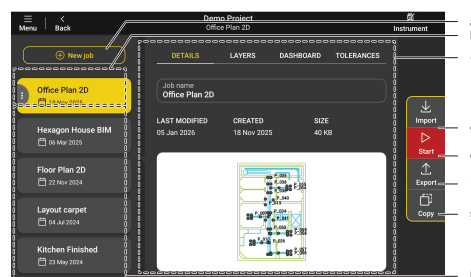 Demo Project
Office Plan 2D
Menu
Back
Instrument
New job
Office Plan 2D
18 Nov 2025
Hexagon House BIM
06 Mar 2025
Floor Plan 2D
22 Nov 2024
Layout carpet
04 Jul 2024
Kitchen Finished
23 May 2024
DETAILS LAYERS DASHBOARD TOLERANCES
Job name
Office Plan 2D
LAST MODIFIED CREATED SIZE
05 Jan 2026 18 Nov 2025 40 KB
Import
Start
Export
Copy